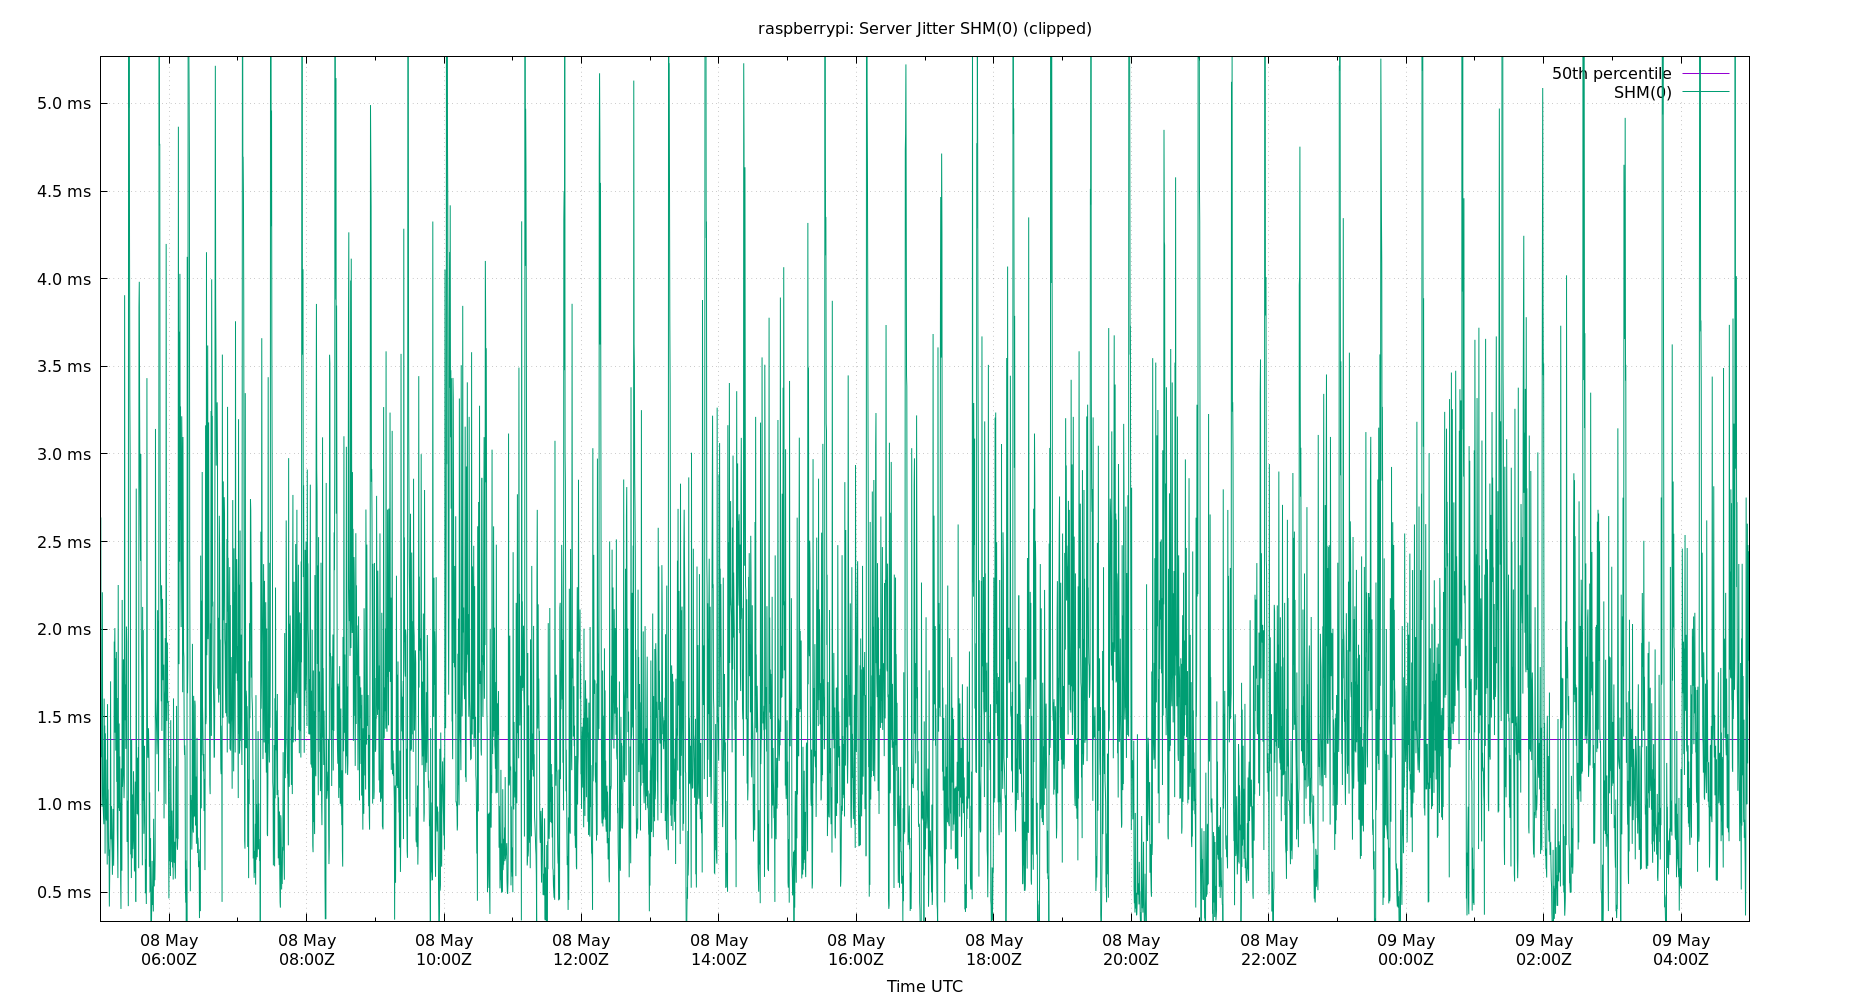 raspberrypi: Server Jitter SHM(0) (clipped)
50th percentile
SHM(0)
5.0 ms
4.5 ms
4.0 ms
3.5 ms
3.0 ms
2.5 ms
2.0 ms
1.5 ms
1.0 ms
0.5 ms
08 May 08 May 08 May 08 May 08 May 08 May 08 May 08 May 08 May 09 May 09 May 09 May
06:00Z 08:00Z 10:00Z 12:00Z 14:00Z 16:00Z 18:00Z 20:00Z 22:00Z 00:00Z 02:00Z 04:00Z
Time UTC